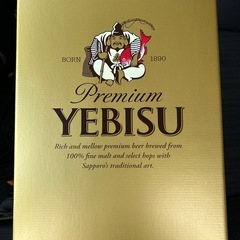 BORN 1890
Premium
YEBISU
Rich and mellow premium beer brewed from
100% fine malt and select hops with
Sapporo's traditional art.